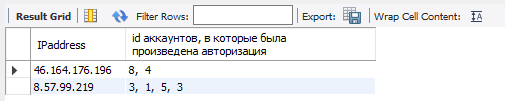 Result Grid Filter Rows: Export: Wrap Cell Content: IA
IPaddress id аккаунтов, в которые была
произведена авторизация
46.164.176.196 8, 4
8.57.99.219 3, 1, 5, 3